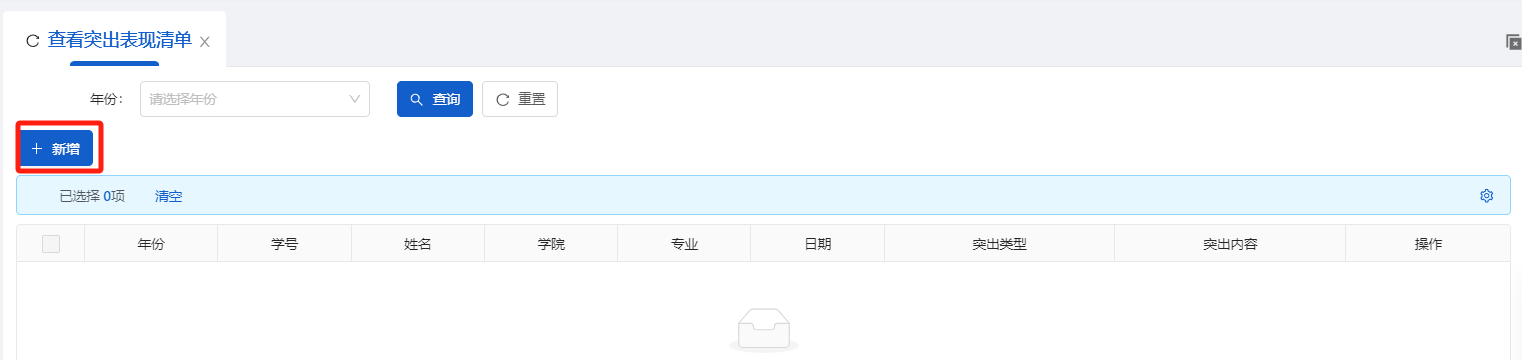 查看突出表现清单
年份： 请选择年份 查询 重置
新增
已选择 0项 清空
年份 学号 姓名 学院 专业 日期 突出类型 突出内容 操作